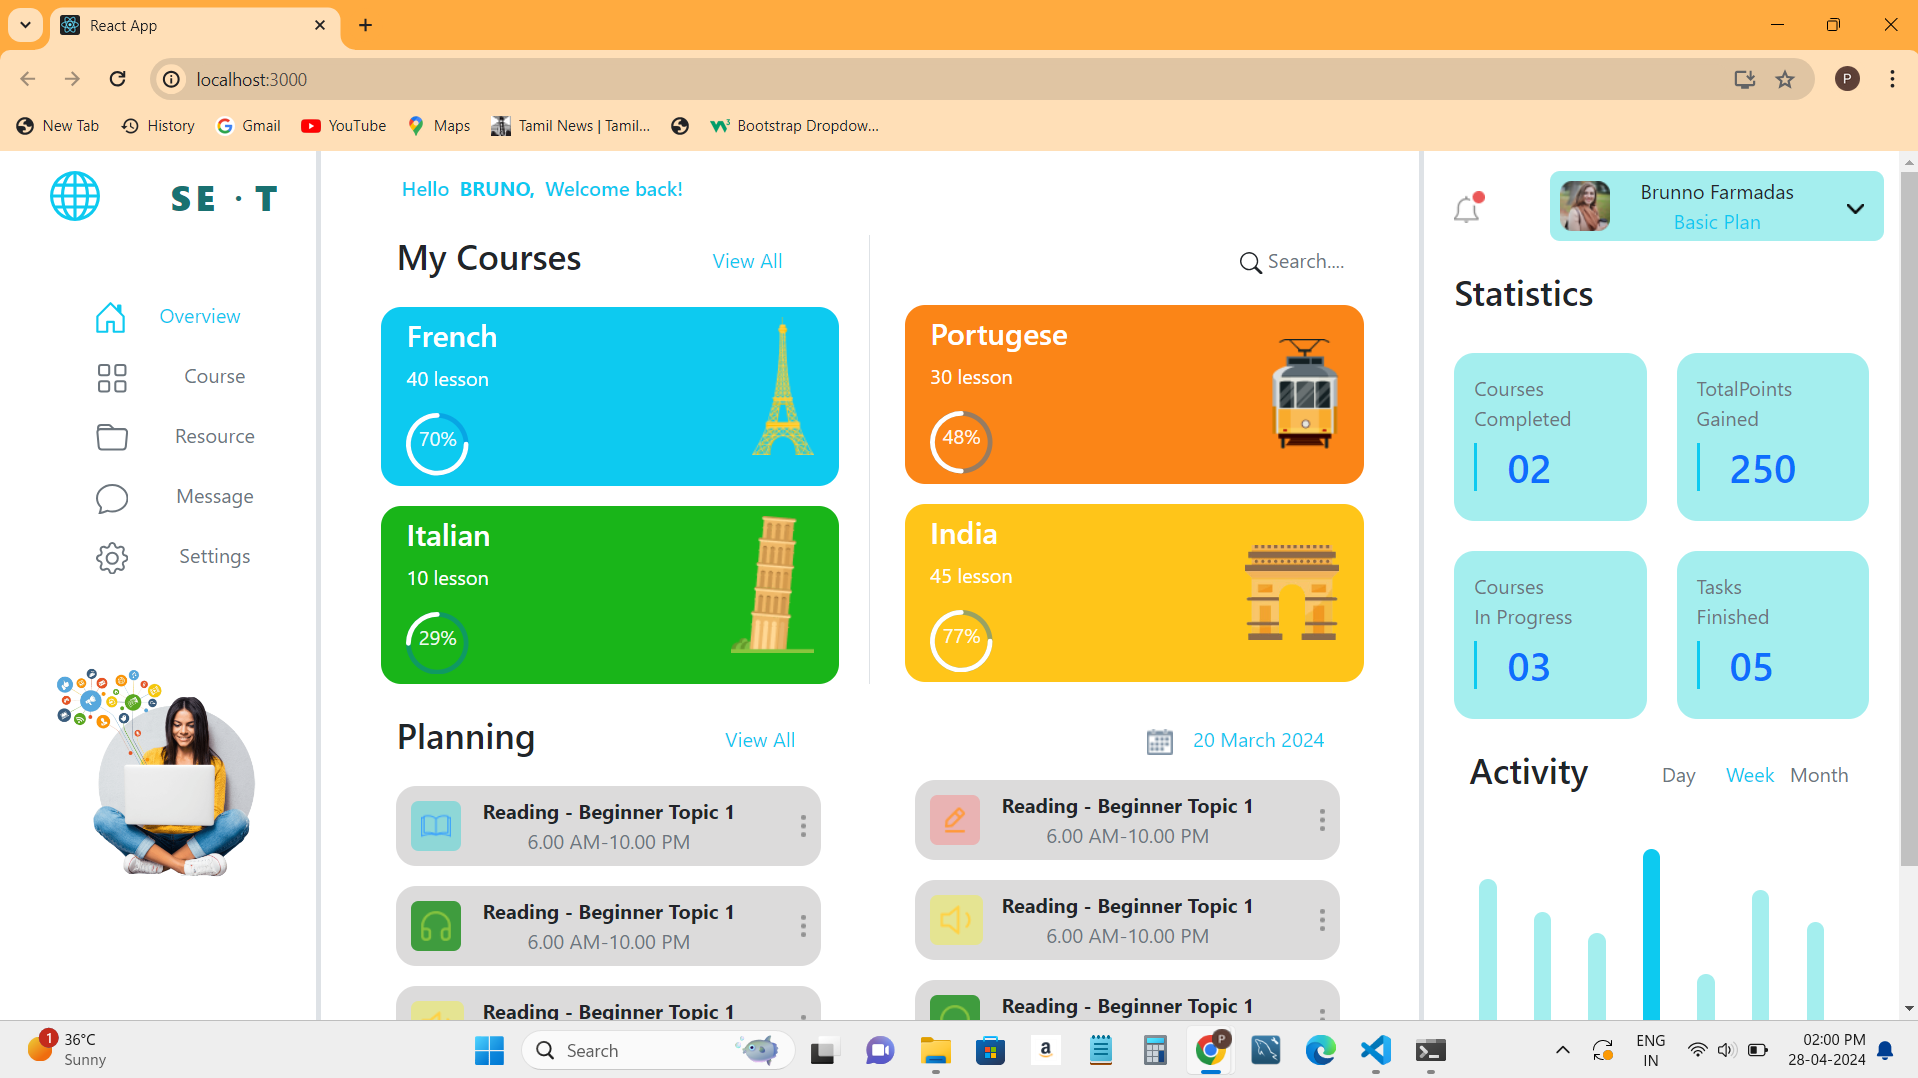 React App
localhost:3000
New Tab
History
Gmail
YouTube
Maps
Tamil News | Tamil...
Bootstrap Dropdow...
P
SE · T
Overview
Course
Resource
Message
Settings
Hello BRUNO, Welcome back!
My Courses
View All
Search....
French
40 lesson
70%
Portugese
30 lesson
48%
Italian
10 lesson
29%
India
45 lesson
77%
Planning
View All
20 March 2024
Reading - Beginner Topic 1
6.00 AM-10.00 PM
Reading - Beginner Topic 1
6.00 AM-10.00 PM
Reading - Beginner Topic 1
6.00 AM-10.00 PM
Reading - Beginner Topic 1
6.00 AM-10.00 PM
Reading - Beginner Topic 1
Reading - Beginner Topic 1
Brunno Farmadas
Basic Plan
Statistics
Courses
Completed
02
TotalPoints
Gained
250
Courses
In Progress
03
Tasks
Finished
05
Activity
Day
Week
Month
1
36°C
Sunny
Search
a
P
ENG
IN
02:00 PM
28-04-2024